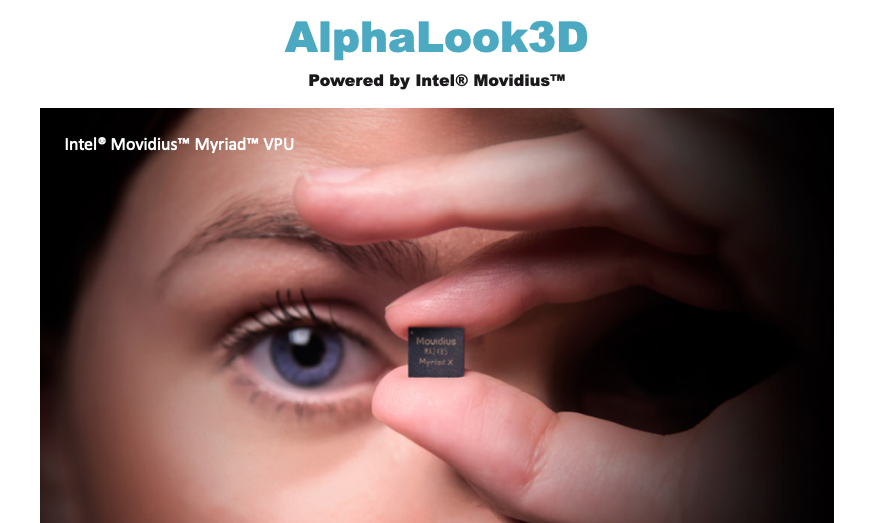 AlphaLook3D
Powered by Intel® Movidius™
Intel® Movidius™ Myriad™ VPU
Movidius
MA2485
Myriad X